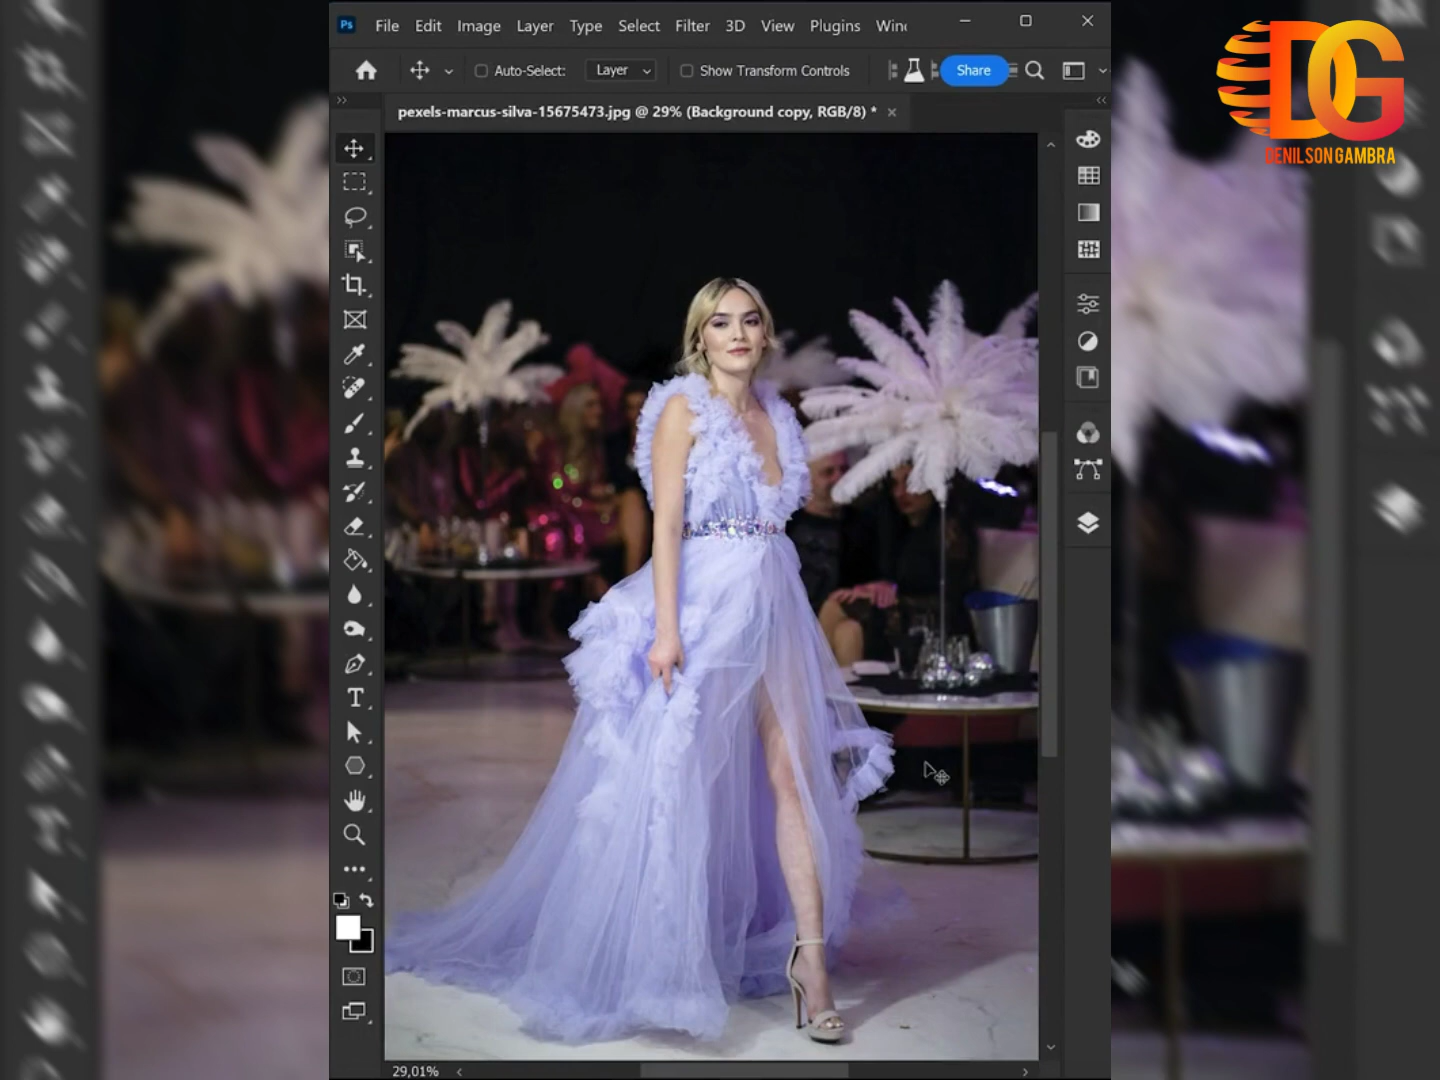 Ps File Edit Image Layer Type Select Filter 3D View Plugins
Auto-Select: Layer Show Transform Controls Share
pexels-marcus-silva-15675473.jpg @ 29% (Background copy, RGB/8) *
DG
DENILSON GAMBRA
T
29,01%